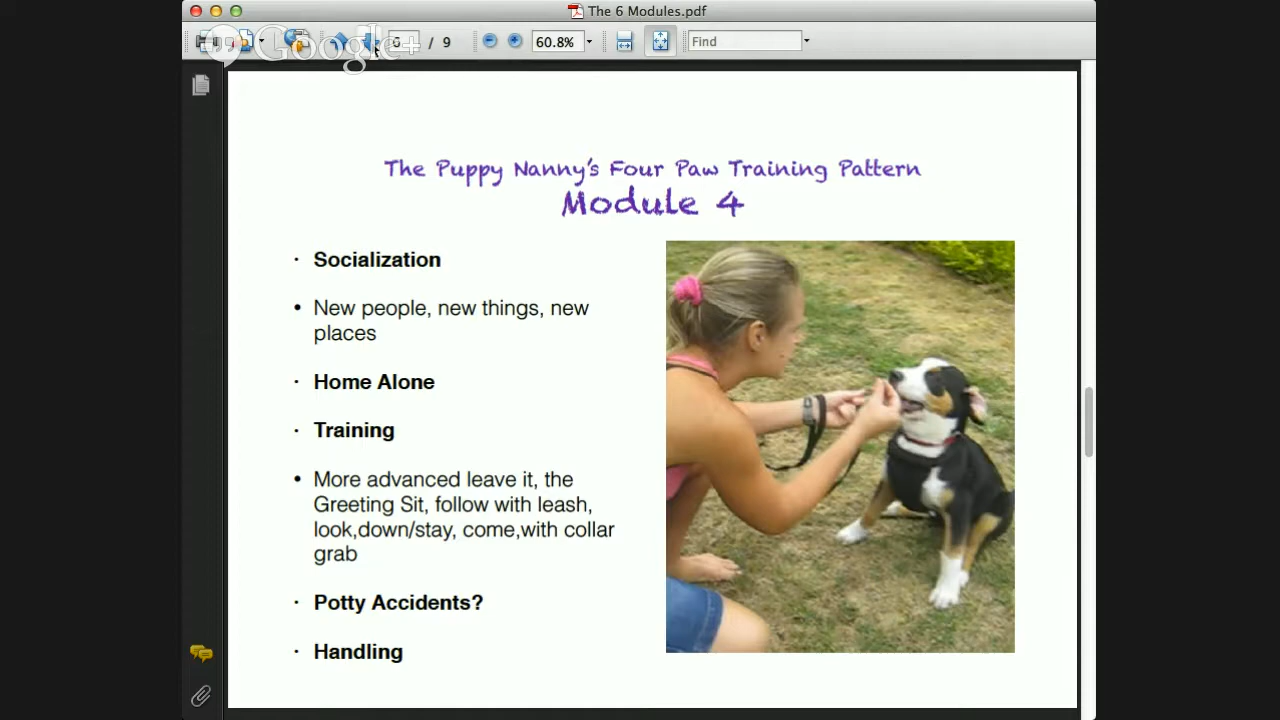 The 6 Modules.pdf
Google+
6 / 9
60.8%
Find
The Puppy Nanny's Four Paw Training Pattern
Module 4
· Socialization
• New people, new things, new
places
· Home Alone
· Training
• More advanced leave it, the
Greeting Sit, follow with leash,
look,down/stay, come,with collar
grab
· Potty Accidents?
· Handling